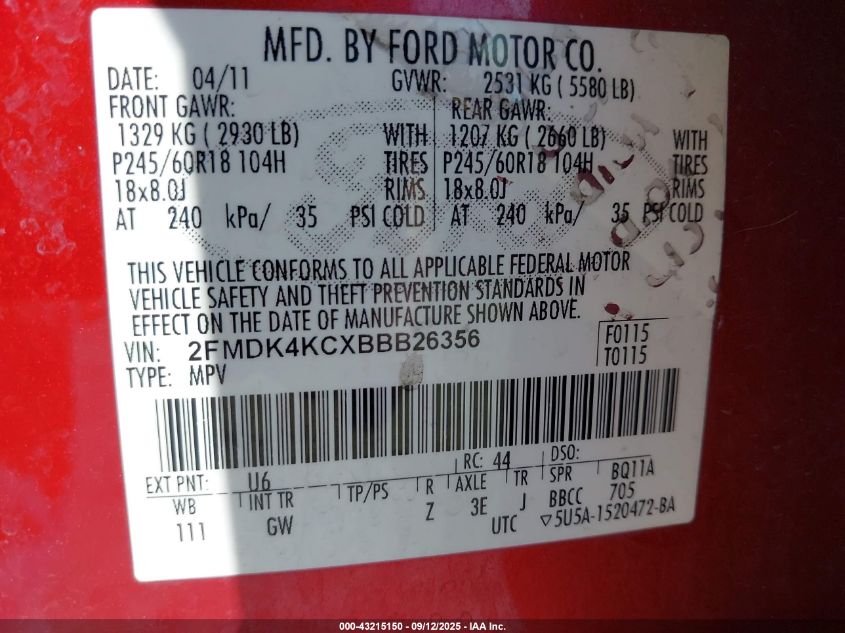 MFD. BY FORD MOTOR CO.
DATE: 04/11 GVWR: 2531 KG ( 5580 LB)
FRONT GAWR: REAR GAWR:
1329 KG ( 2930 LB) WITH 1207 KG ( 2660 LB) WITH
P245/60R18 104H TIRES P245/60R18 104H TIRES
18x8.0J RIMS 18x8.0J RIMS
AT 240 kPa/ 35 PSI COLD AT 240 kPa/ 35 PSI COLD
THIS VEHICLE CONFORMS TO ALL APPLICABLE FEDERAL MOTOR
VEHICLE SAFETY AND THEFT PREVENTION STANDARDS IN
EFFECT ON THE DATE OF MANUFACTURE SHOWN ABOVE.
VIN: 2FMDK4KCXBBB26356 F0115
TYPE: MPV T0115
EXT PNT: U6 RC: 44 DSO:
WB INT TR TP/PS R AXLE TR SPR BQ11A
111 GW Z 3E J BBCC 705
UTC ▽5U5A-1520472-BA
000-43215150 - 09/12/2025 - IAA Inc.